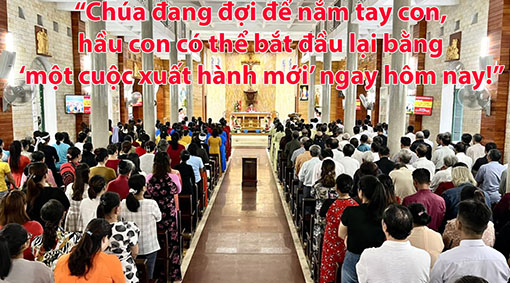 “Chúa đang đợi để nắm tay con,
hầu con có thể bắt đầu lại bằng
‘một cuộc xuất hành mới’ ngay hôm nay!”